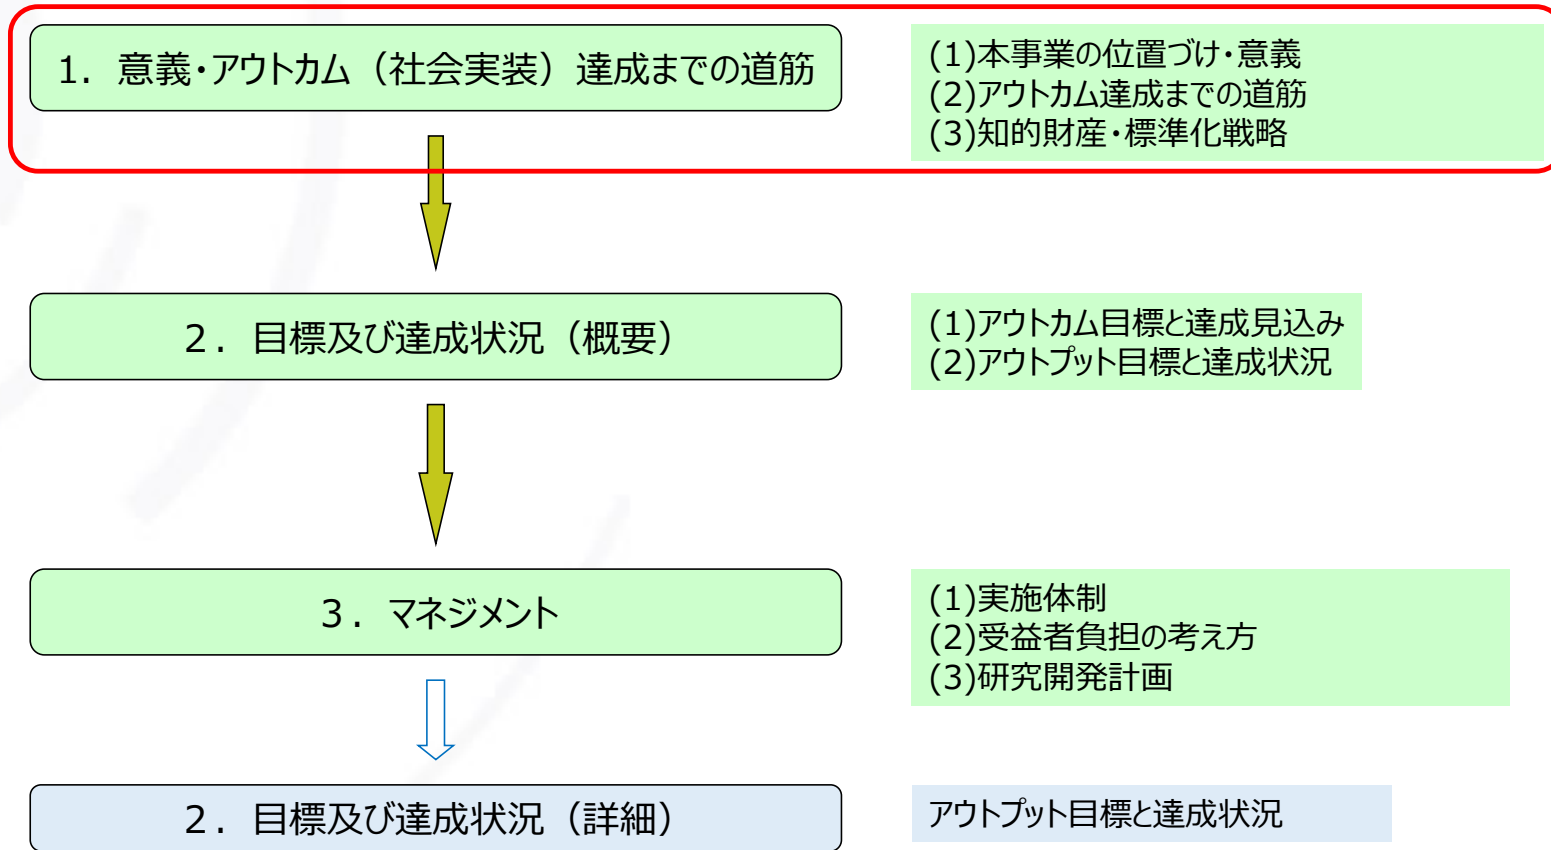 1. 意義・アウトカム（社会実装）達成までの道筋
(1)本事業の位置づけ・意義
(2)アウトカム達成までの道筋
(3)知的財産・標準化戦略
２．目標及び達成状況（概要）
(1)アウトカム目標と達成見込み
(2)アウトプット目標と達成状況
３．マネジメント
(1)実施体制
(2)受益者負担の考え方
(3)研究開発計画
２．目標及び達成状況（詳細）
アウトプット目標と達成状況